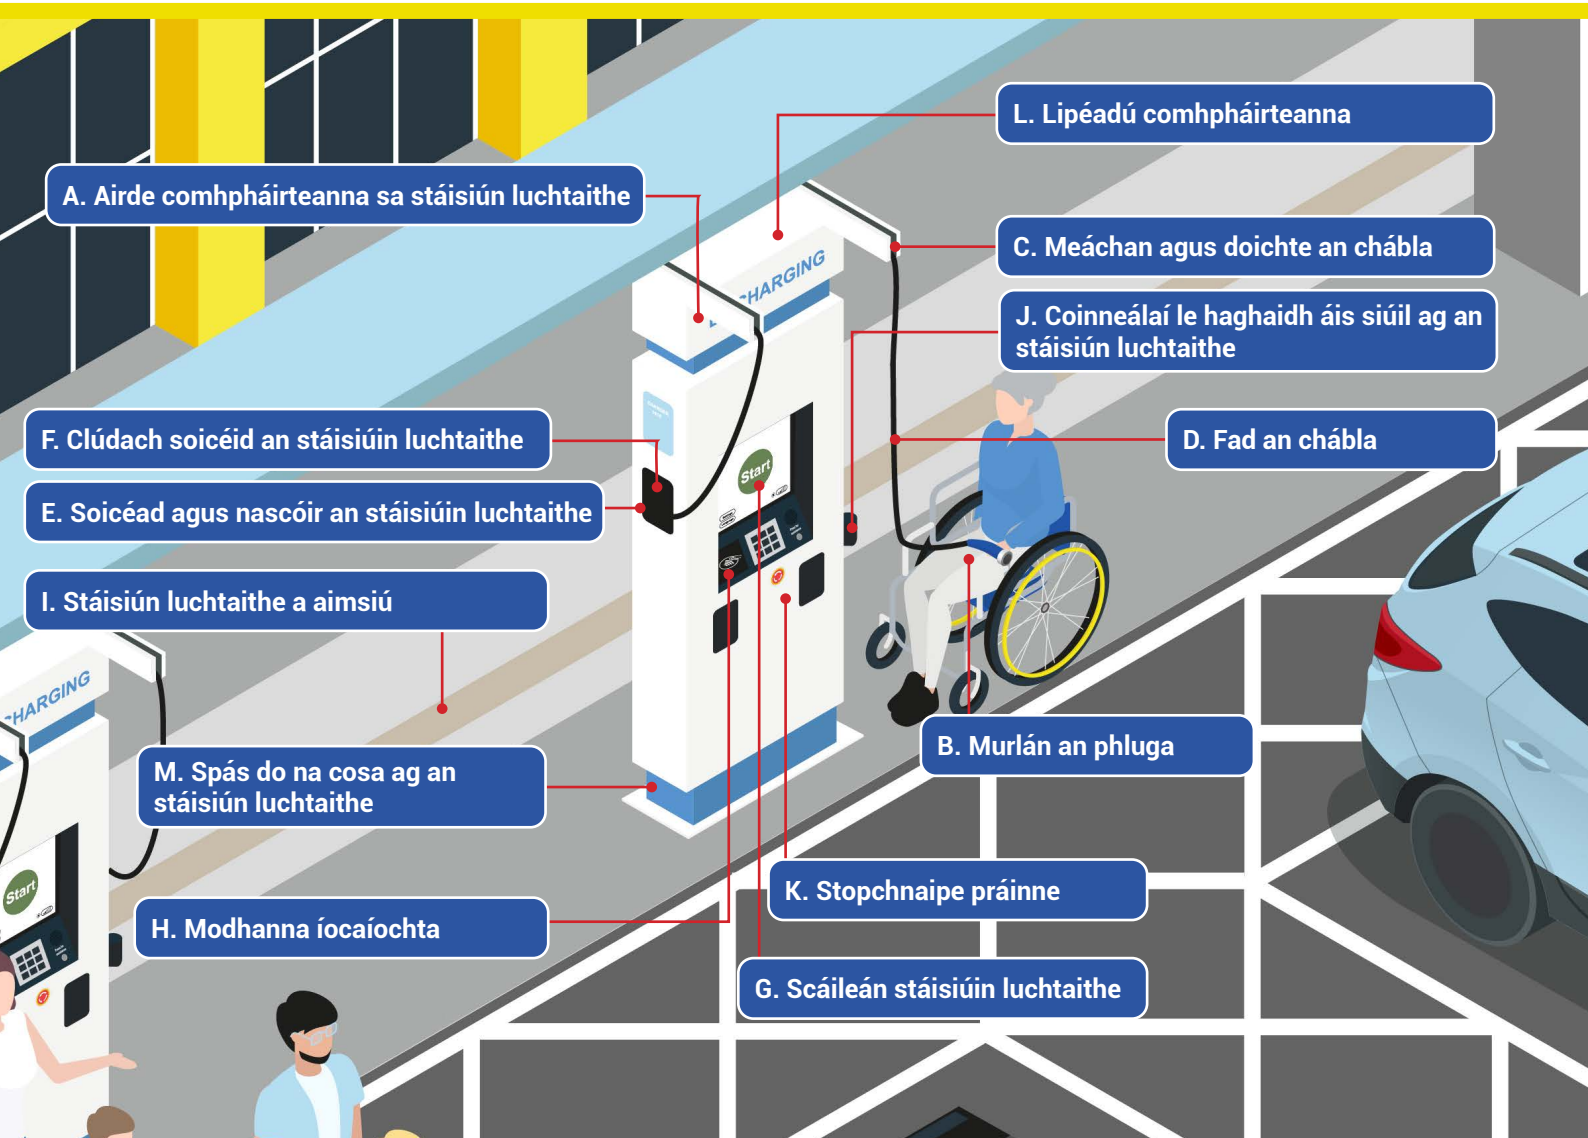 L. Lipéadú comhpháirteanna
A. Airde comhpháirteanna sa stáisiún luchtaithe
C. Meáchan agus doichte an chábla
CHARGING
J. Coinneálaí le haghaidh áis siúil ag an
stáisiún luchtaithe
F. Clúdach soicéid an stáisiúin luchtaithe
D. Fad an chábla
Start
E. Soicéad agus nascóir an stáisiúin luchtaithe
I. Stáisiún luchtaithe a aimsiú
CHARGING
B. Murlán an phluga
M. Spás do na cosa ag an
stáisiún luchtaithe
Start
K. Stopchnaipe práinne
H. Modhanna íocaíochta
G. Scáileán stáisiúin luchtaithe